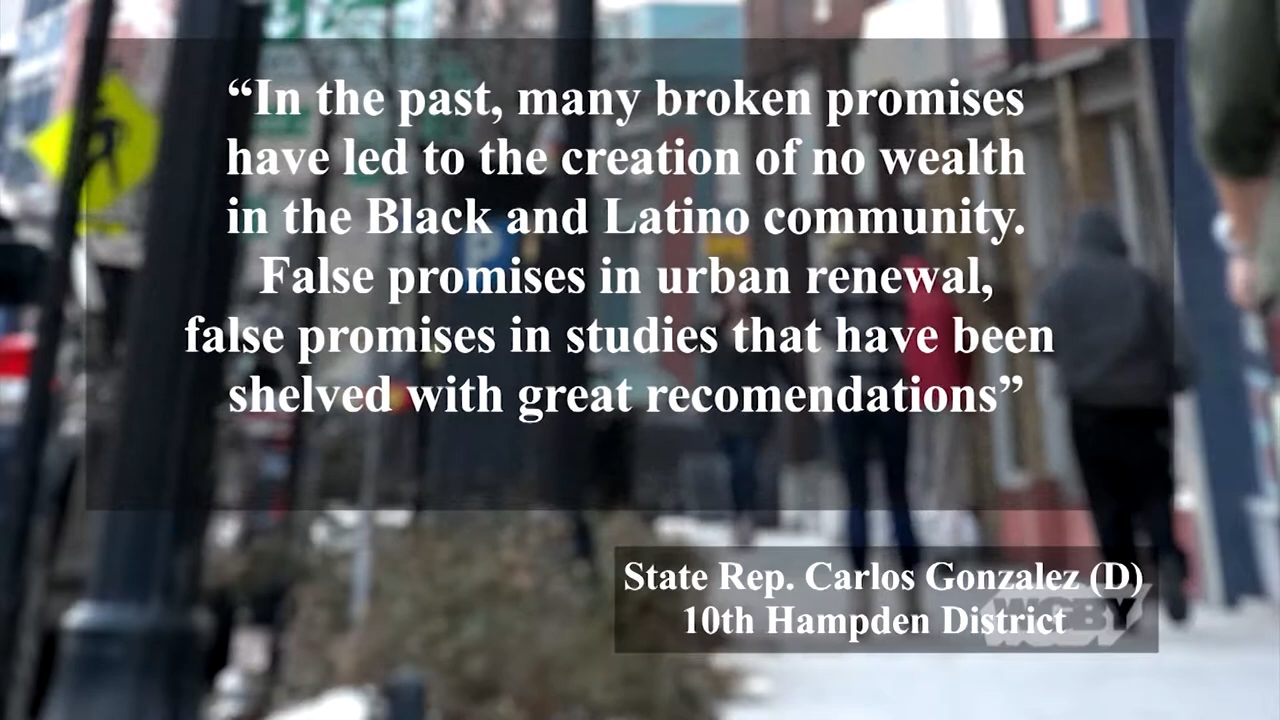 “In the past, many broken promises
have led to the creation of no wealth
in the Black and Latino community.
False promises in urban renewal,
false promises in studies that have been
shelved with great recomendations”
State Rep. Carlos Gonzalez (D)
10th Hampden District
WGBY
P